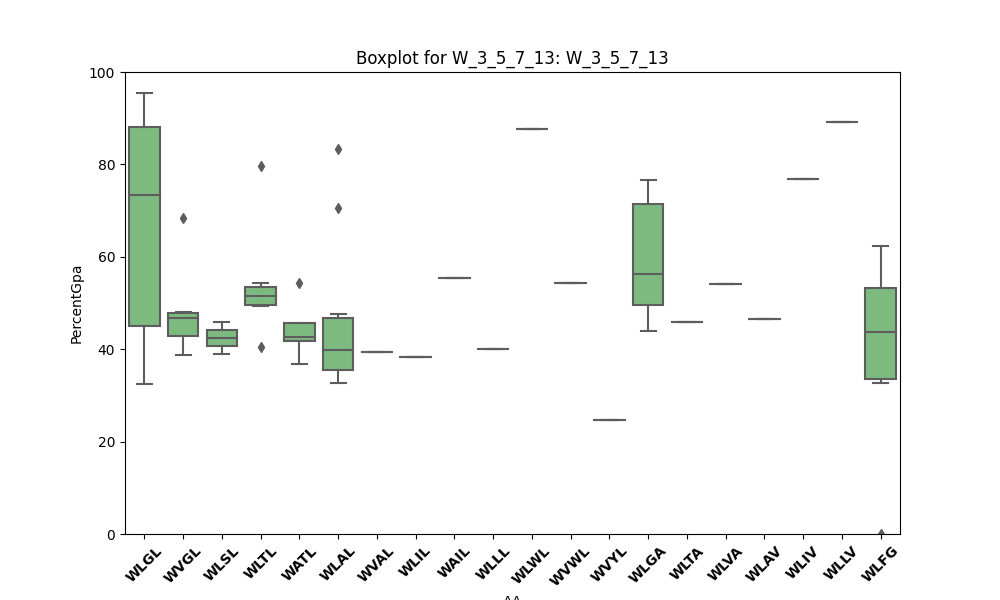 Boxplot for W_3_5_7_13: W_3_5_7_13
PercentGpa
100
80
60
40
20
0
WLGL
WVGL
WLSL
WLTL
WATL
WLAL
WVAL
WLIL
WAIL
WLLL
WLWL
WVWL
WVYL
WLGA
WLTA
WLVA
WLAV
WLIV
WLLV
WLFG
AA